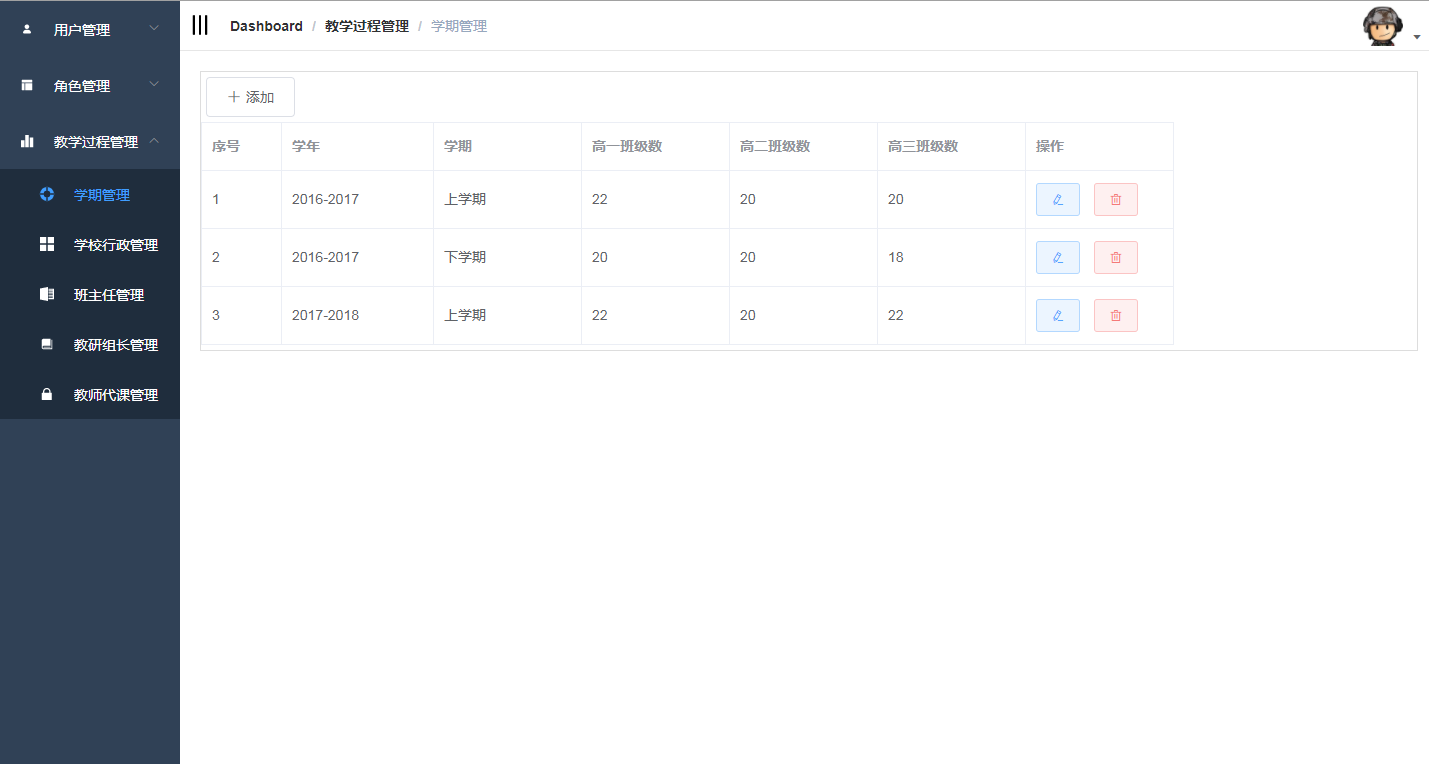 用户管理
角色管理
教学过程管理
学期管理
学校行政管理
班主任管理
教研组长管理
教师代课管理
Dashboard / 教学过程管理 / 学期管理
添加
序号 学年 学期 高一班级数 高二班级数 高三班级数 操作
1 2016-2017 上学期 22 20 20
2 2016-2017 下学期 20 20 18
3 2017-2018 上学期 22 20 22